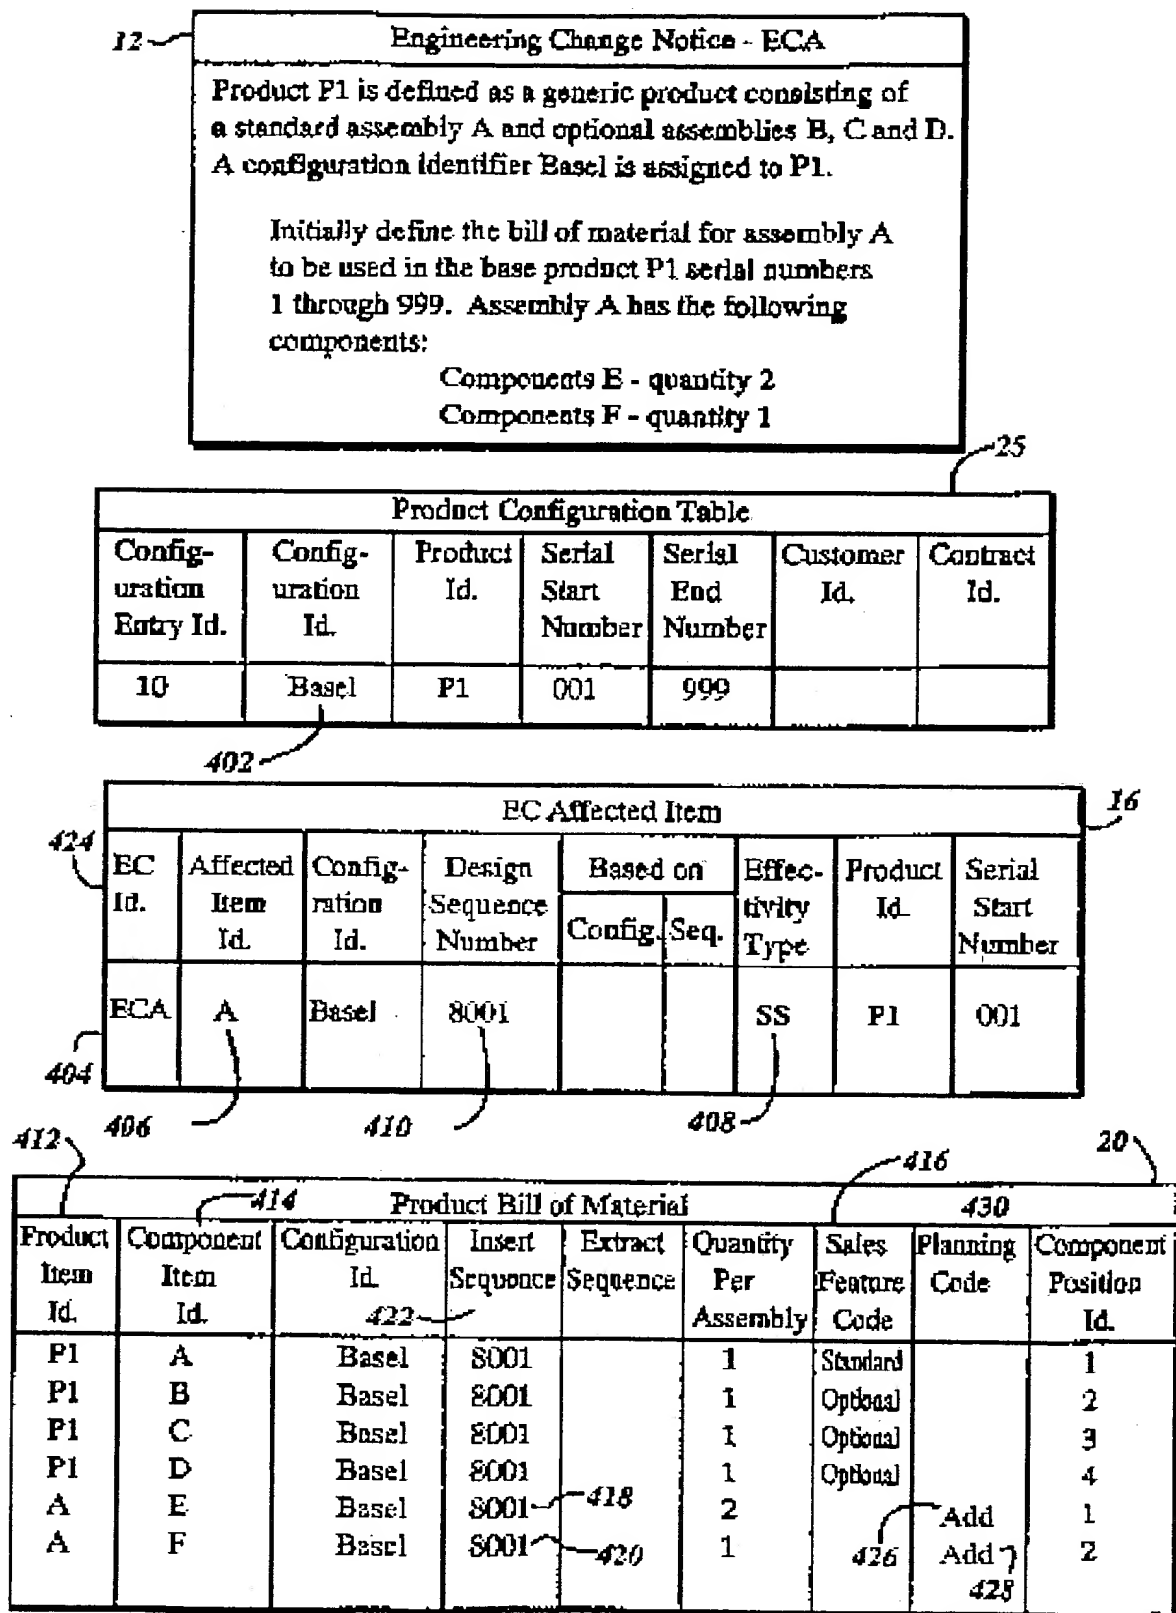 12
Engineering Change Notice - ECA
Product P1 is defined as a generic product consisting of
a standard assembly A and optional assemblies B, C and D.
A configuration identifier Basel is assigned to P1.
Initially define the bill of material for assembly A
to be used in the base product P1 serial numbers
1 through 999. Assembly A has the following
components:
Components E - quantity 2
Components F - quantity 1
25
Product Configuration Table
Config- Config- Product Serial Serial Customer Contract
uration uration Id. Start End Id. Id.
Entry Id. Id. Number Number
10 Basel P1 001 999
402
EC Affected Item 16
424
EC Affected Config- Design Based on Effec- Product Serial
Id. Item ration Sequence Config. Seq. tivity Id. Start
Id. Id. Number Type Number
ECA A Basel 8001 SS P1 001
404
406 410 408
412 416 20
414 Product Bill of Material 430
Product Component Configuration Insert Extract Quantity Sales Planning Component
Item Item Id. Sequence Sequence Per Feature Code Position
Id. Id. 422 Assembly Code Id.
P1 A Basel 8001 1 Standard 1
P1 B Basel 8001 1 Optional 2
P1 C Basel 8001 1 Optional 3
P1 D Basel 8001 1 Optional 4
A E Basel 8001 418 2 Add 1
A F Basel 8001 420 1 426 Add 2
428